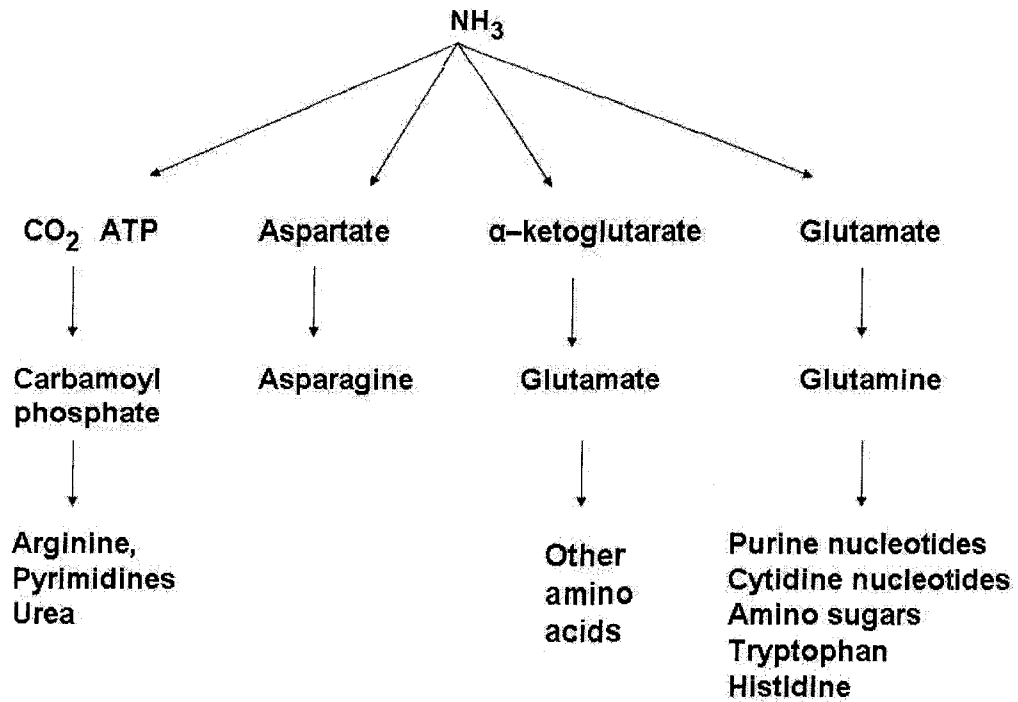 NH3
CO2 ATP
Aspartate
α–ketoglutarate
Glutamate
Carbamoyl
phosphate
Asparagine
Glutamate
Glutamine
Arginine,
Pyrimidines
Urea
Other
amino
acids
Purine nucleotides
Cytidine nucleotides
Amino sugars
Tryptophan
Histidine